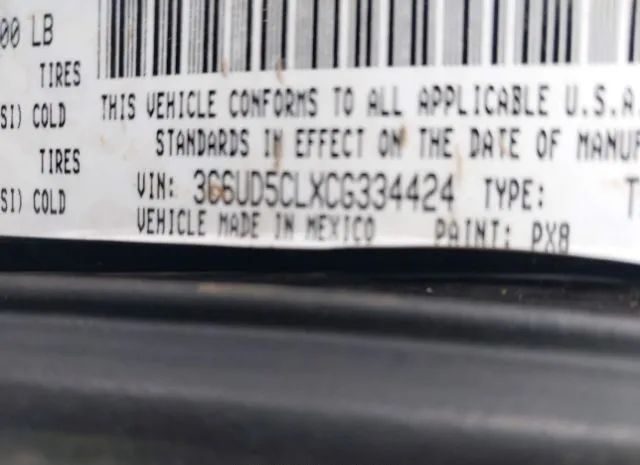 00 LB
TIRES
SI) COLD
TIRES
SI) COLD
THIS VEHICLE CONFORMS TO ALL APPLICABLE U.S.A
STANDARDS IN EFFECT ON THE DATE OF MANUF
VIN: 3C6UD5CLXCG334424 TYPE: T
VEHICLE MADE IN MEXICO PAINT: PX8